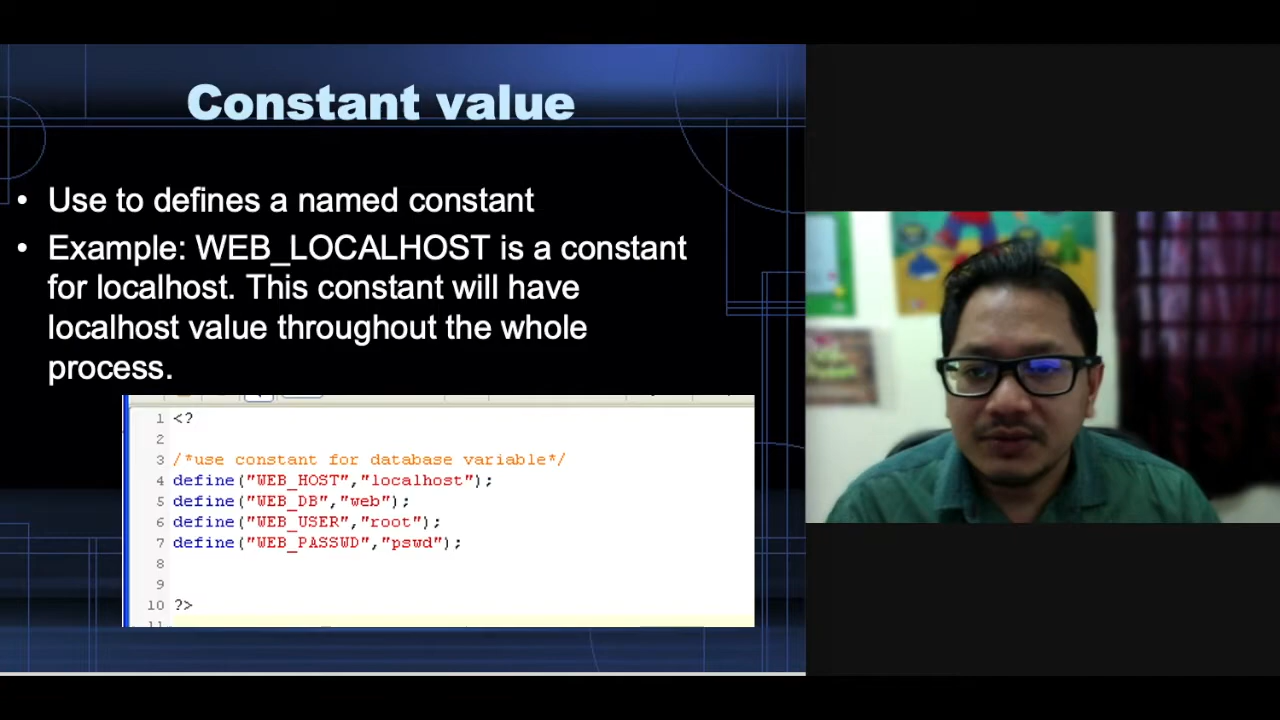 Constant value
• Use to defines a named constant
• Example: WEB_LOCALHOST is a constant
for localhost. This constant will have
localhost value throughout the whole
process.
1 <?
2
3 /*use constant for database variable*/
4 define("WEB_HOST","localhost");
5 define("WEB_DB","web");
6 define("WEB_USER","root");
7 define("WEB_PASSWD","pswd");
8
9
10 ?>
11